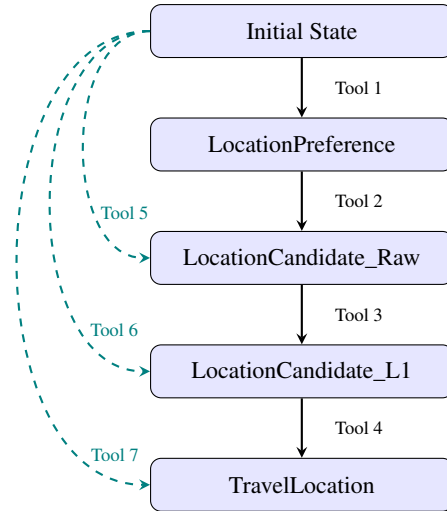 Initial State
Tool 1
LocationPreference
Tool 2
Tool 5
LocationCandidate_Raw
Tool 3
Tool 6
LocationCandidate_L1
Tool 4
Tool 7
TravelLocation